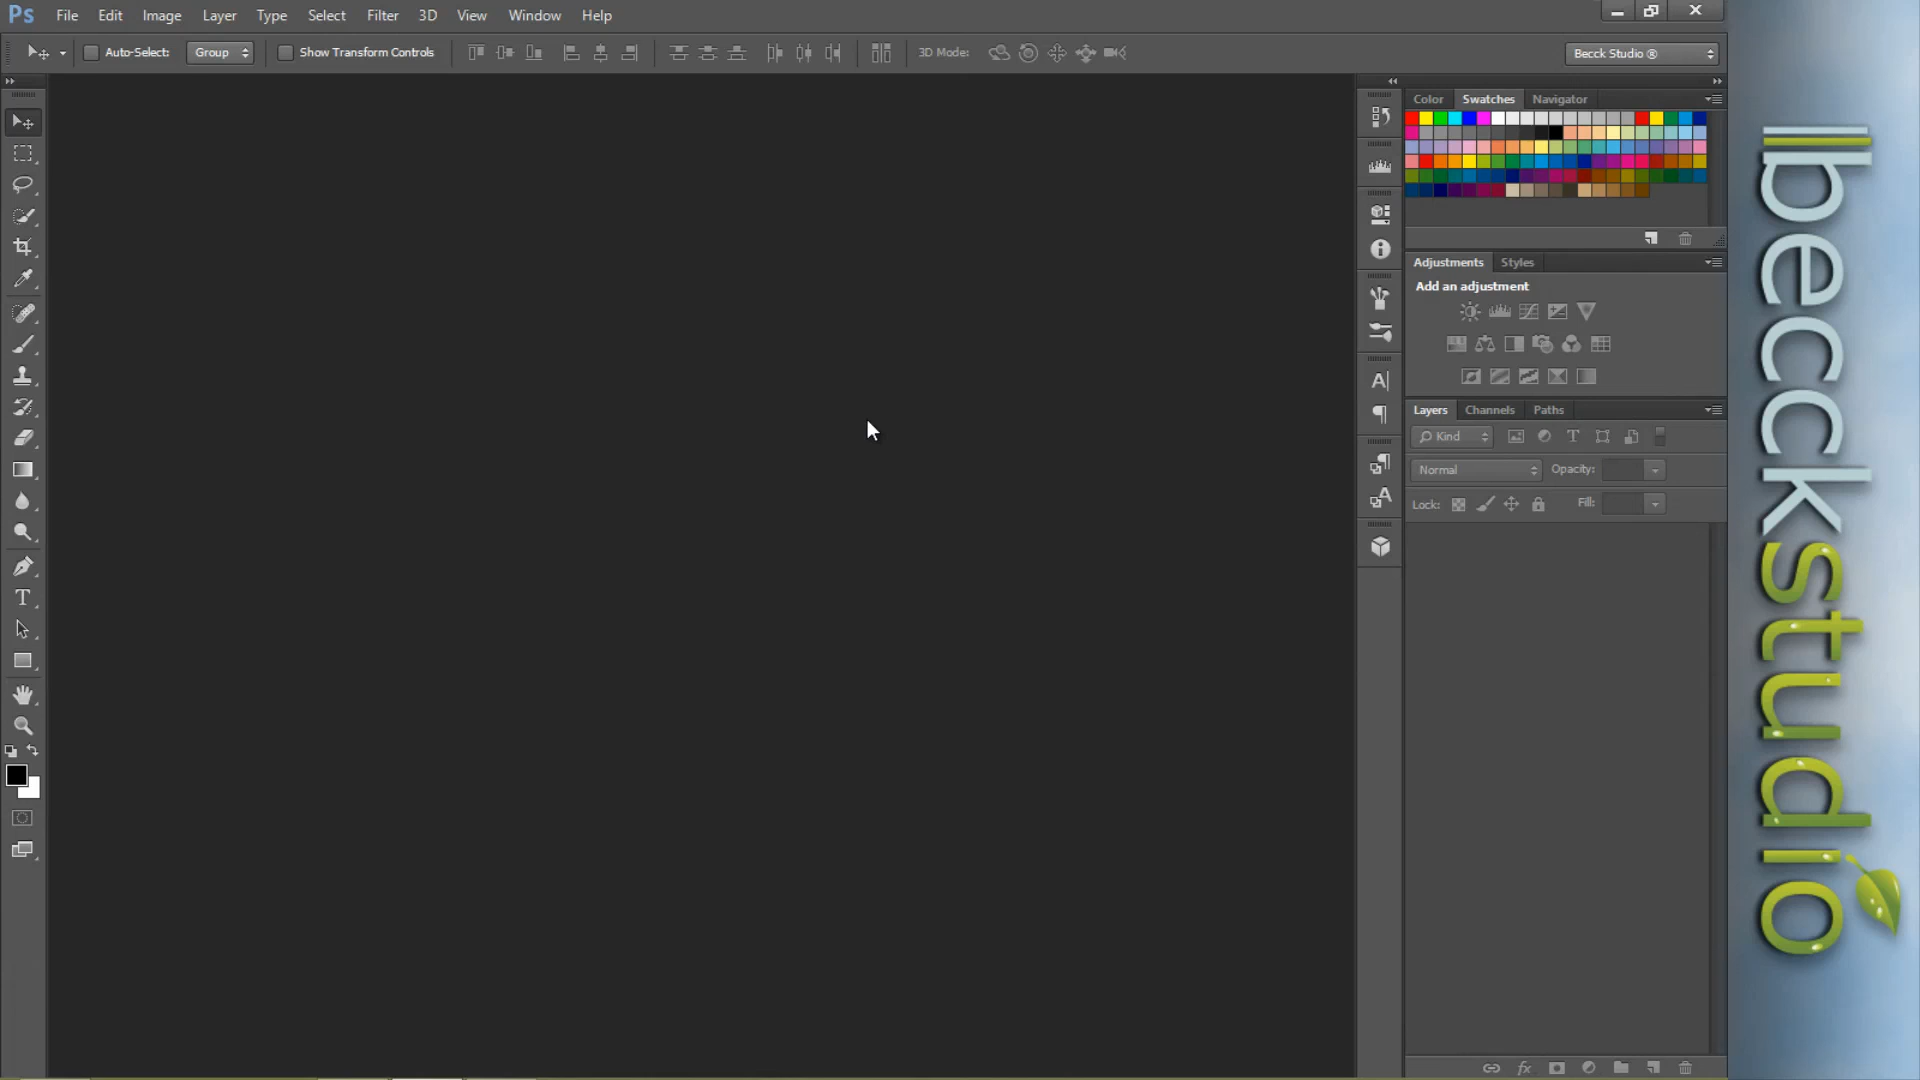 Ps File Edit Image Layer Type Select Filter 3D View Window Help
Auto-Select: Group Show Transform Controls 3D Mode: Becck Studio ®
Color Swatches Navigator
Adjustments Styles
Add an adjustment
Layers Channels Paths
Kind T
Normal Opacity:
Lock: Fill:
fx
T
A
A
becckstudio